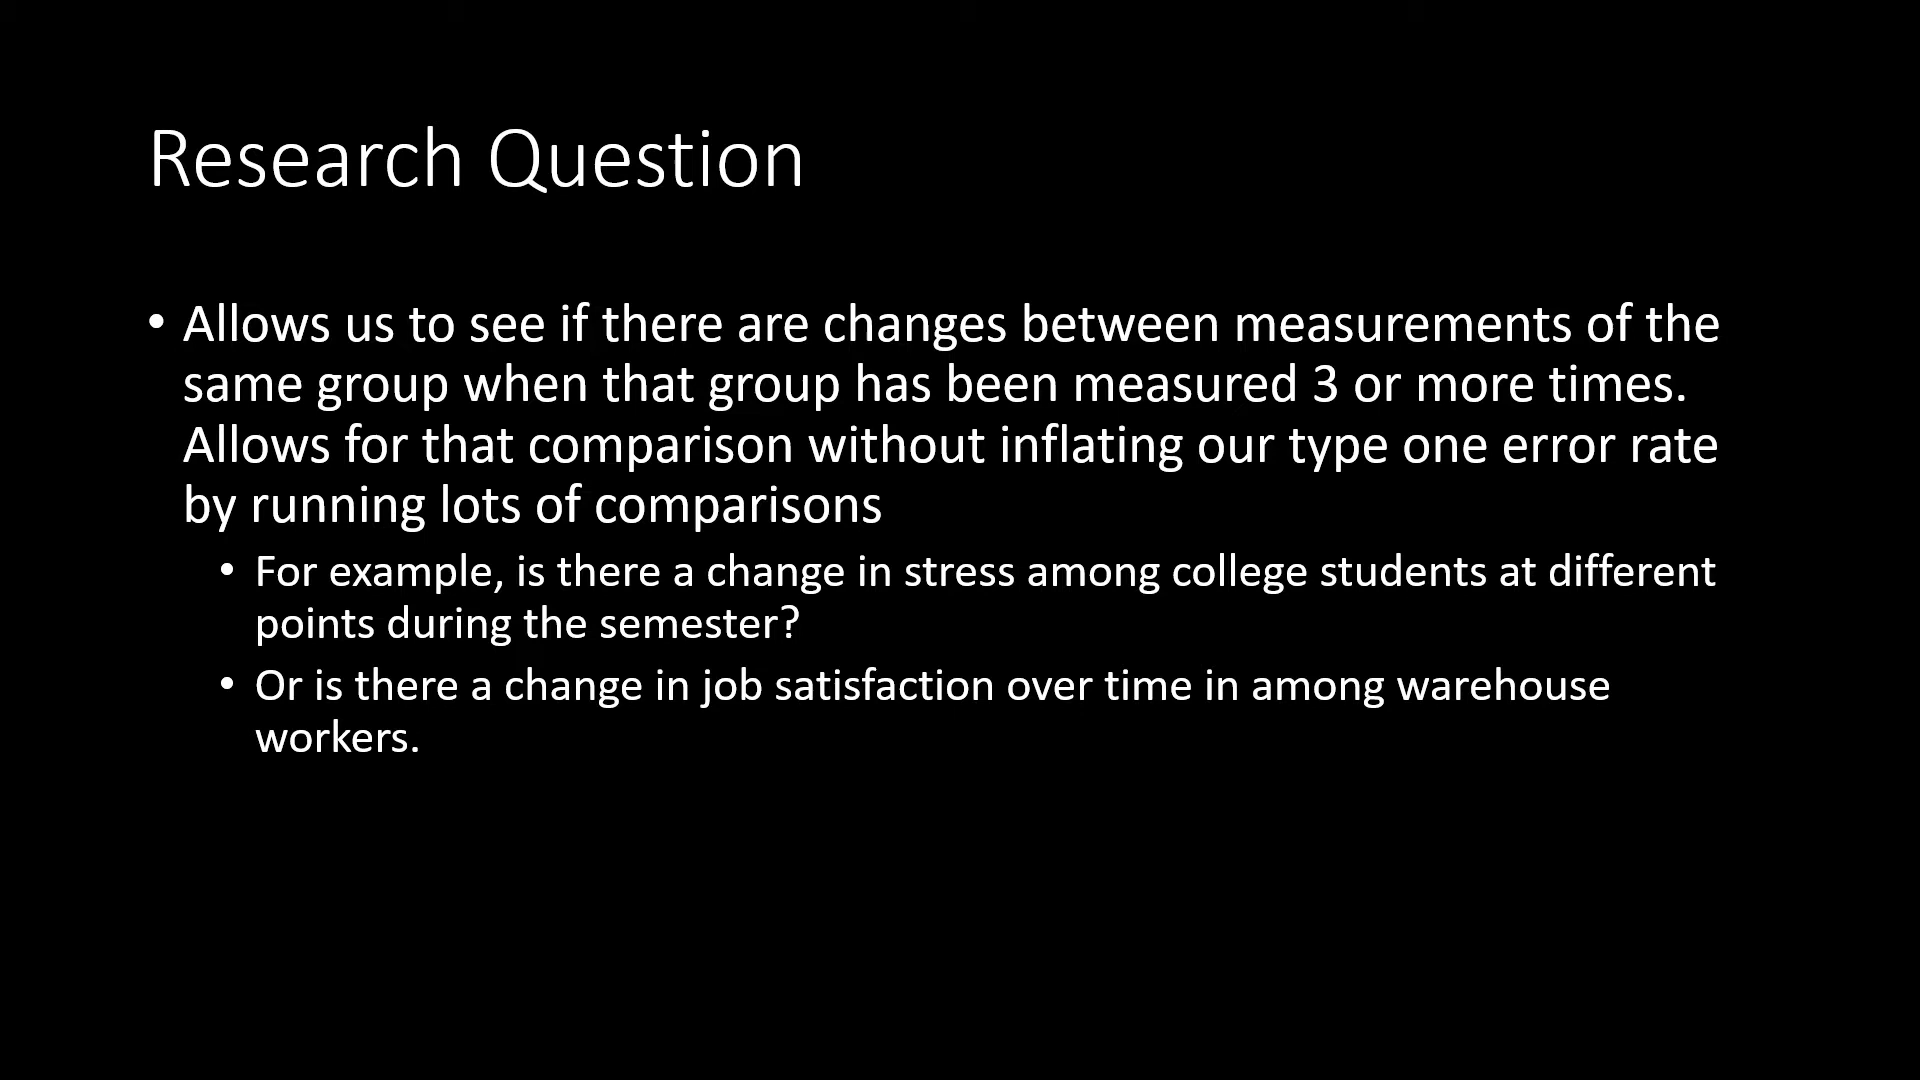 Research Question
• Allows us to see if there are changes between measurements of the
same group when that group has been measured 3 or more times.
Allows for that comparison without inflating our type one error rate
by running lots of comparisons
• For example, is there a change in stress among college students at different
points during the semester?
• Or is there a change in job satisfaction over time in among warehouse
workers.